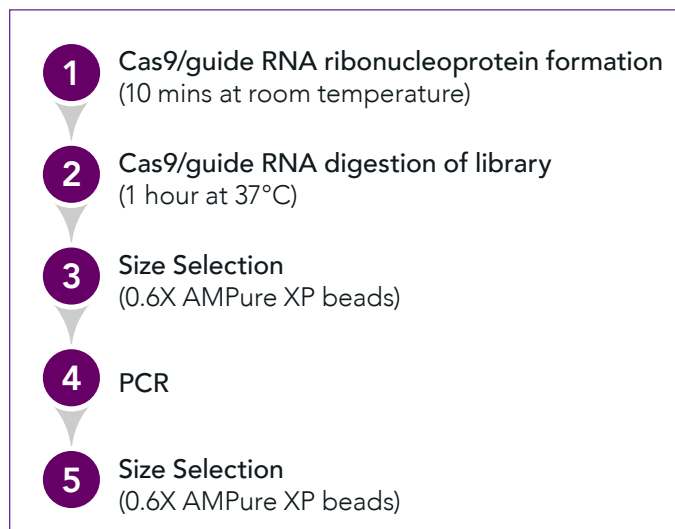 1
Cas9/guide RNA ribonucleoprotein formation
(10 mins at room temperature)
2
Cas9/guide RNA digestion of library
(1 hour at 37°C)
3
Size Selection
(0.6X AMPure XP beads)
4
PCR
5
Size Selection
(0.6X AMPure XP beads)